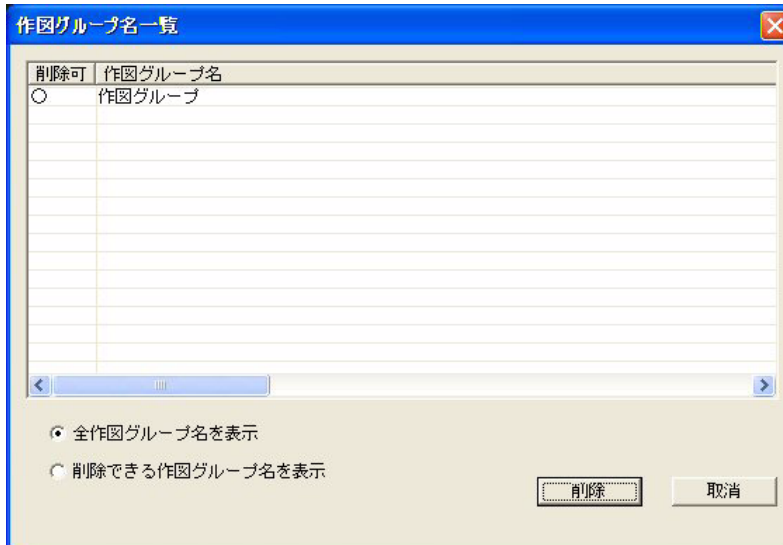 作図グループ名一覧
削除可 作図グループ名
○ 作図グループ
全作図グループ名を表示
削除できる作図グループ名を表示
削除 取消